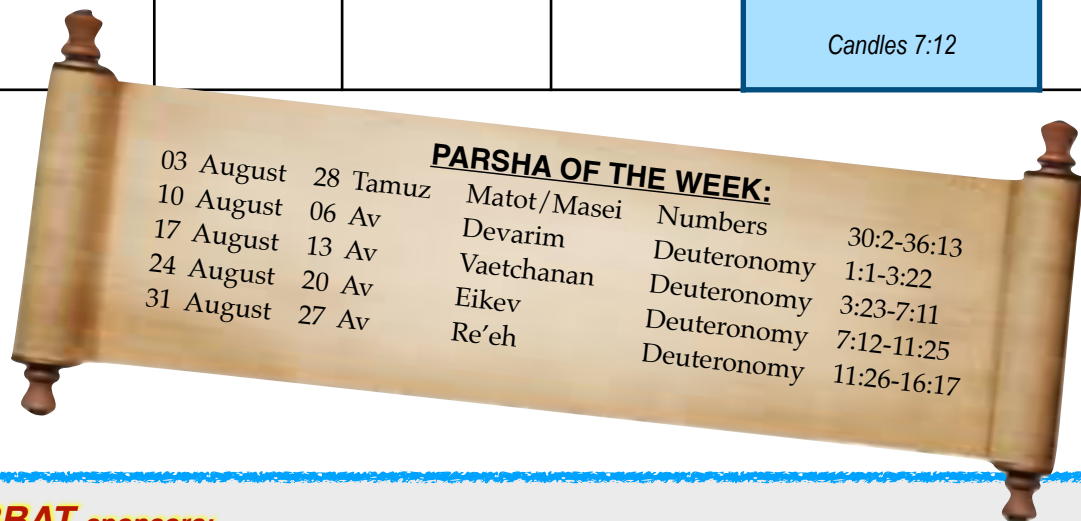 Candles 7:12
PARSHA OF THE WEEK:
03 August 28 Tamuz Matot/Masei Numbers 30:2-36:13
10 August 06 Av Devarim Deuteronomy 1:1-3:22
17 August 13 Av Vaetchanan Deuteronomy 3:23-7:11
24 August 20 Av Eikev Deuteronomy 7:12-11:25
31 August 27 Av Re'eh Deuteronomy 11:26-16:17
sponsors: